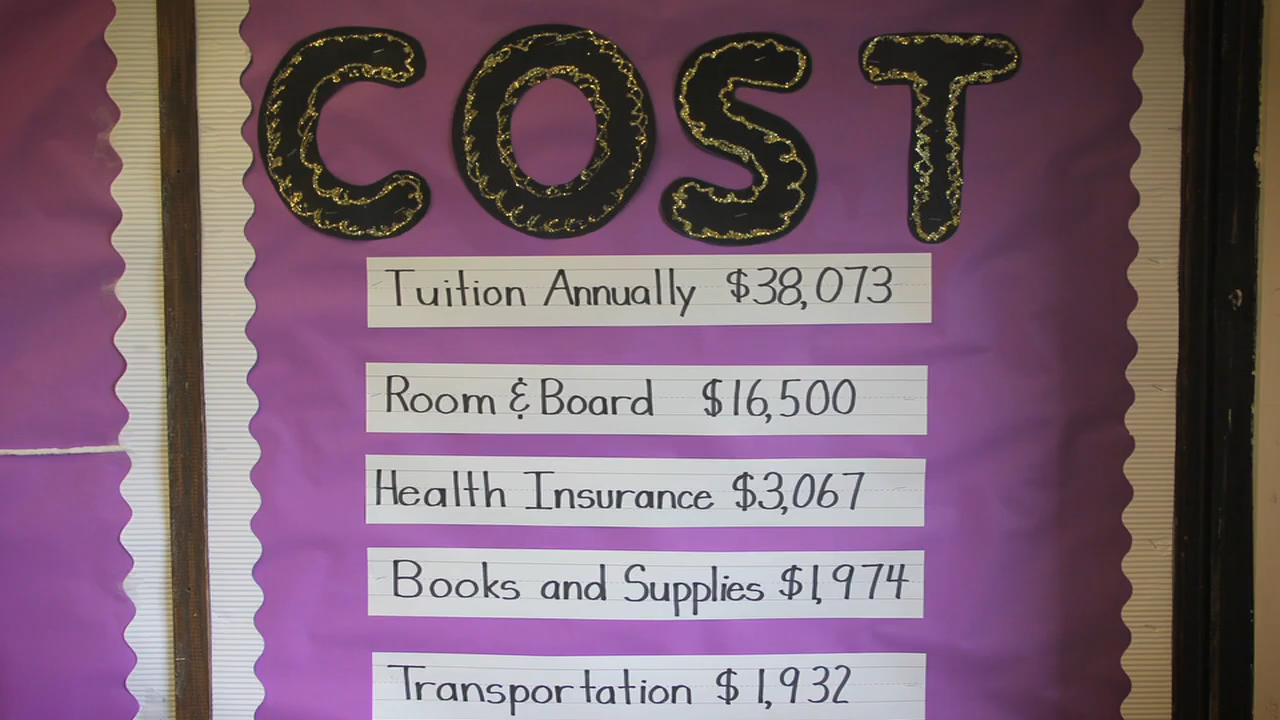 COST
Tuition Annually $38,073
Room & Board $16,500
Health Insurance $3,067
Books and Supplies $1,974
Transportation $1,932